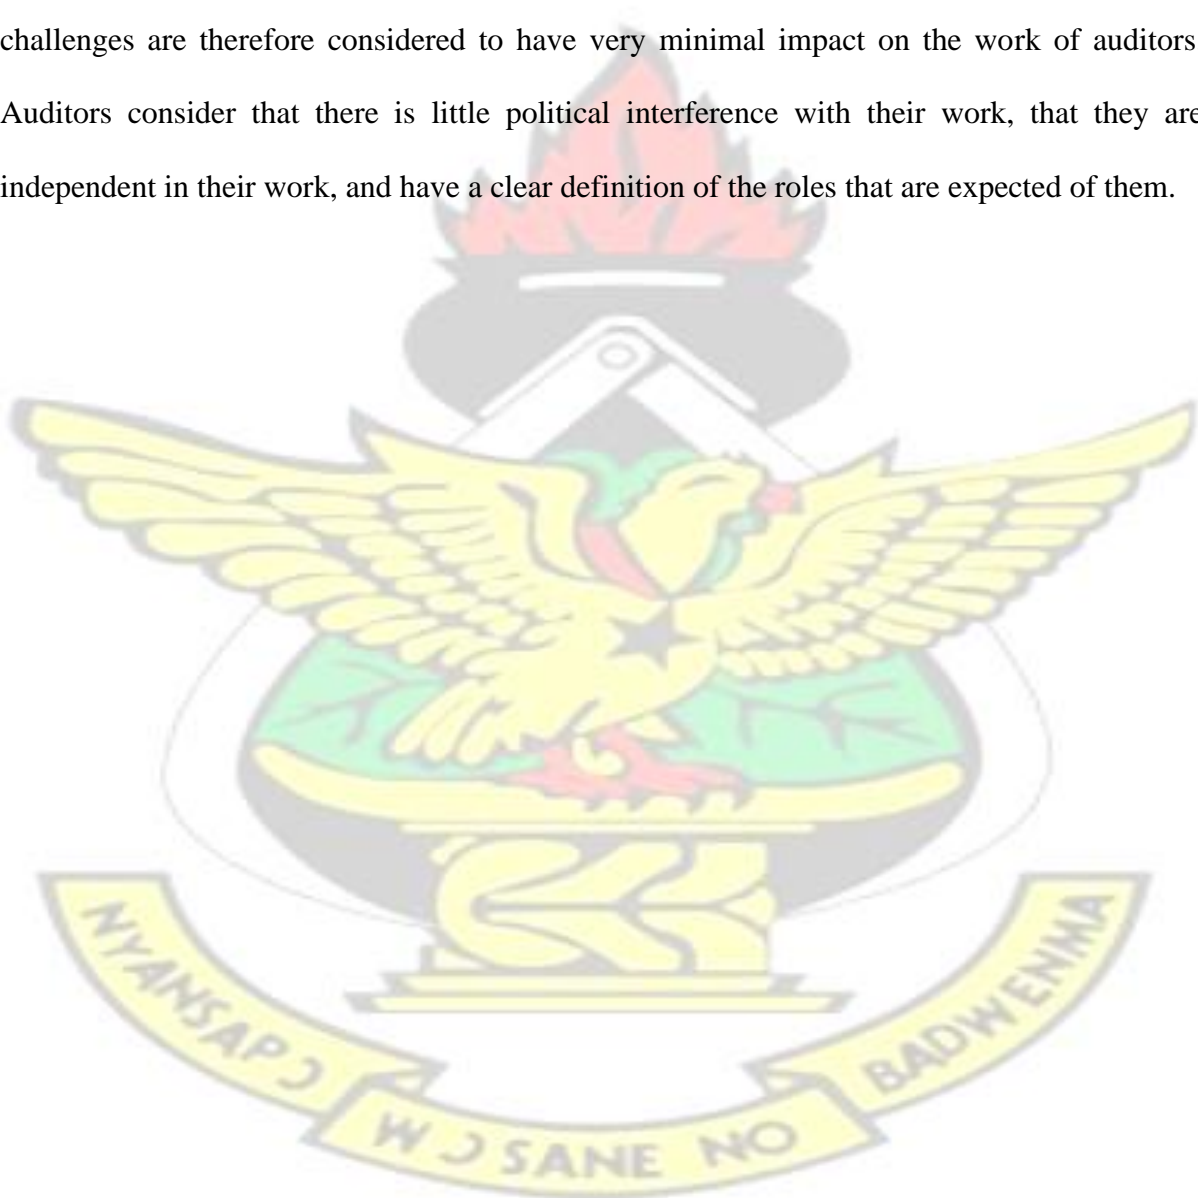 challenges are therefore considered to have very minimal impact on the work of auditors
Auditors consider that there is little political interference with their work, that they are
independent in their work, and have a clear definition of the roles that are expected of them.
NYANSAPƆ
WƆSANE NO
BADWENMA